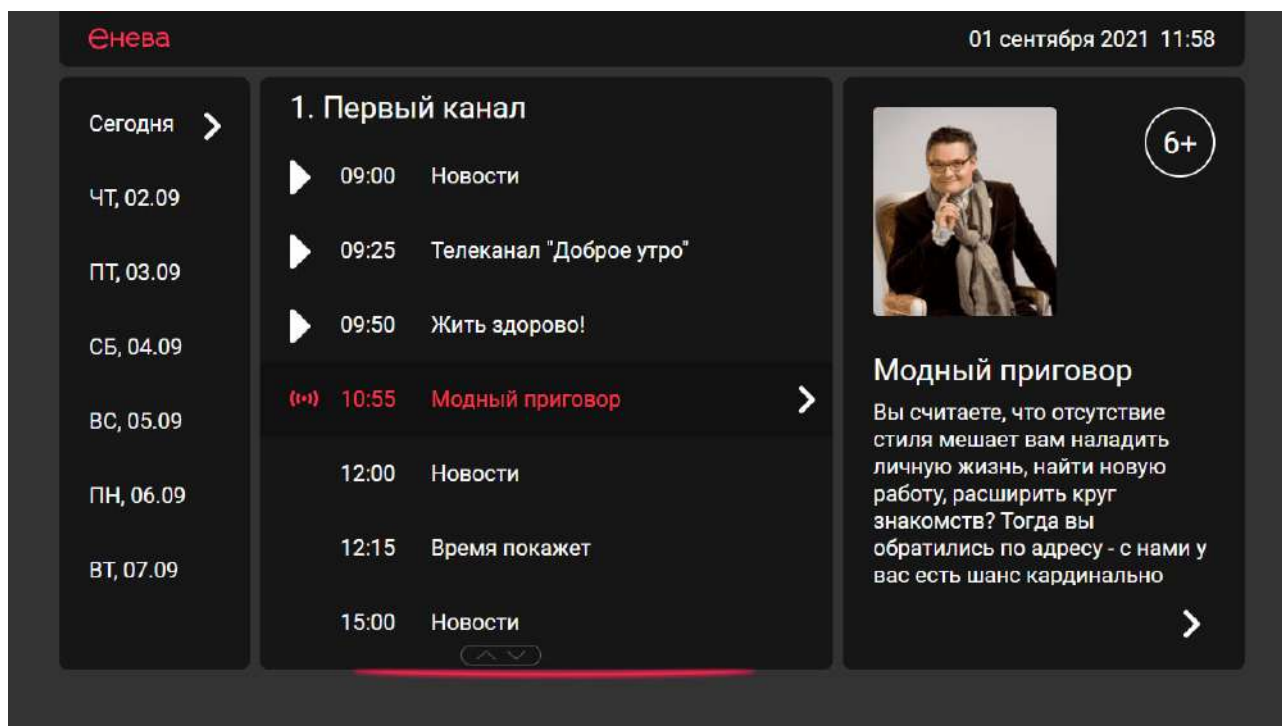 енева
01 сентября 2021 11:58
Сегодня
ЧТ, 02.09
ПТ, 03.09
СБ, 04.09
ВС, 05.09
ПН, 06.09
ВТ, 07.09
1. Первый канал
09:00 Новости
09:25 Телеканал "Доброе утро"
09:50 Жить здорово!
10:55 Модный приговор
12:00 Новости
12:15 Время покажет
15:00 Новости
6+
Модный приговор
Вы считаете, что отсутствие
стиля мешает вам наладить
личную жизнь, найти новую
работу, расширить круг
знакомств? Тогда вы
обратились по адресу - с нами у
вас есть шанс кардинально